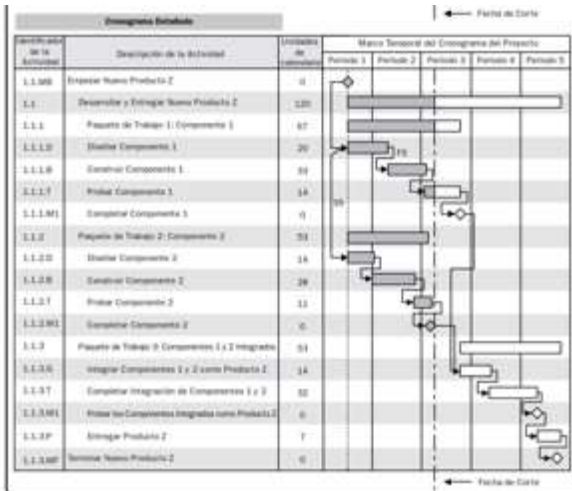 Cronograma Detallado
Fecha de Corte
Identificador de la Actividad
Descripción de la Actividad
Unidades de calendario
Marco Temporal del Cronograma del Proyecto
Periodo 1 Periodo 2 Periodo 3 Periodo 4 Periodo 5
1.1.MB Empezar Nuevo Producto Z 0
1.1 Desarrollar y Entregar Nuevo Producto Z 120
1.1.1 Paquete de Trabajo 1: Componente 1 67
1.1.1.D Diseñar Componente 1 20
FS
1.1.1.B Construir Componente 1 33
1.1.1.T Probar Componente 1 14
SS
1.1.1.M1 Completar Componente 1 0
1.1.2 Paquete de Trabajo 2: Componente 2 53
1.1.2.D Diseñar Componente 2 14
1.1.2.B Construir Componente 2 28
1.1.2.T Probar Componente 2 11
1.1.2.M1 Completar Componente 2 0
1.1.3 Paquete de Trabajo 3: Componentes 1 y 2 Integrados 53
1.1.3.G Integrar Componentes 1 y 2 como Producto Z 14
1.1.3.T Completar Integración de Componentes 1 y 2 32
1.1.3.M1 Probar los Componentes Integrados como Producto Z 0
1.1.3.P Entregar Producto Z 7
1.1.3.MF Terminar Nuevo Producto Z 0
Fecha de Corte